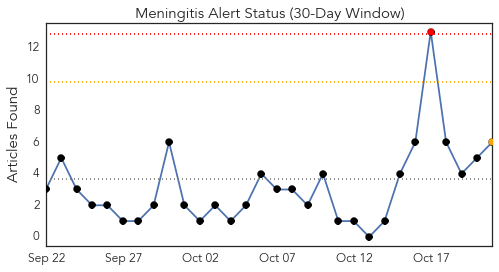 Meningitis Alert Status (30-Day Window)
Articles Found
12
10
8
6
4
2
0
Sep 22 Sep 27 Oct 02 Oct 07 Oct 12 Oct 17